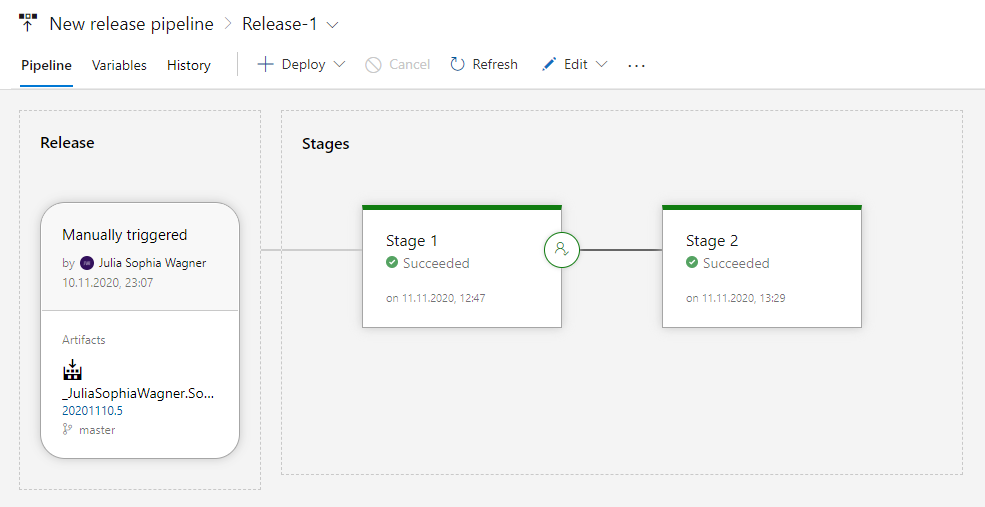 New release pipeline > Release-1
Pipeline Variables History + Deploy Cancel Refresh Edit ...
Release
Manually triggered
by Julia Sophia Wagner
10.11.2020, 23:07
Artifacts
_JuliaSophiaWagner.So...
20201110.5
master
Stages
Stage 1
Succeeded
on 11.11.2020, 12:47
Stage 2
Succeeded
on 11.11.2020, 13:29